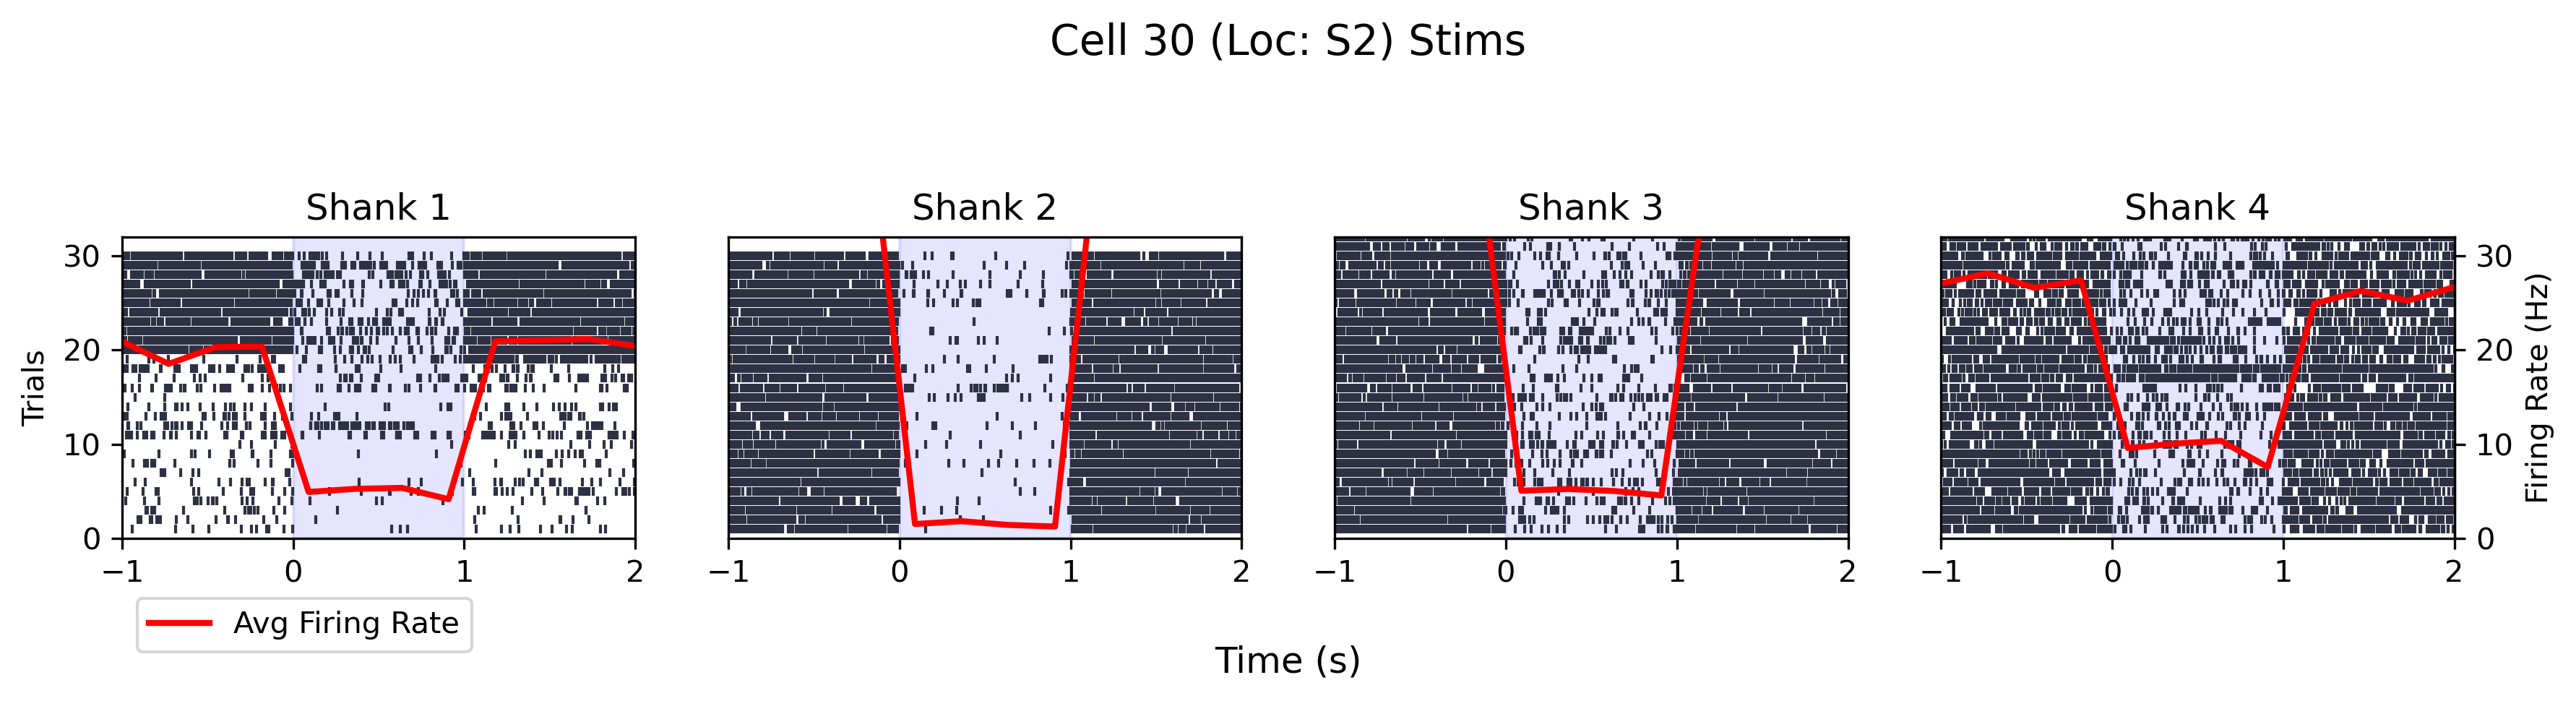 Cell 30 (Loc: S2) Stims
Shank 1
Shank 2
Shank 3
Shank 4
Trials
30
20
10
0
−1 0 1 2
−1 0 1 2
−1 0 1 2
−1 0 1 2
30
20
10
0
Firing Rate (Hz)
Avg Firing Rate
Time (s)